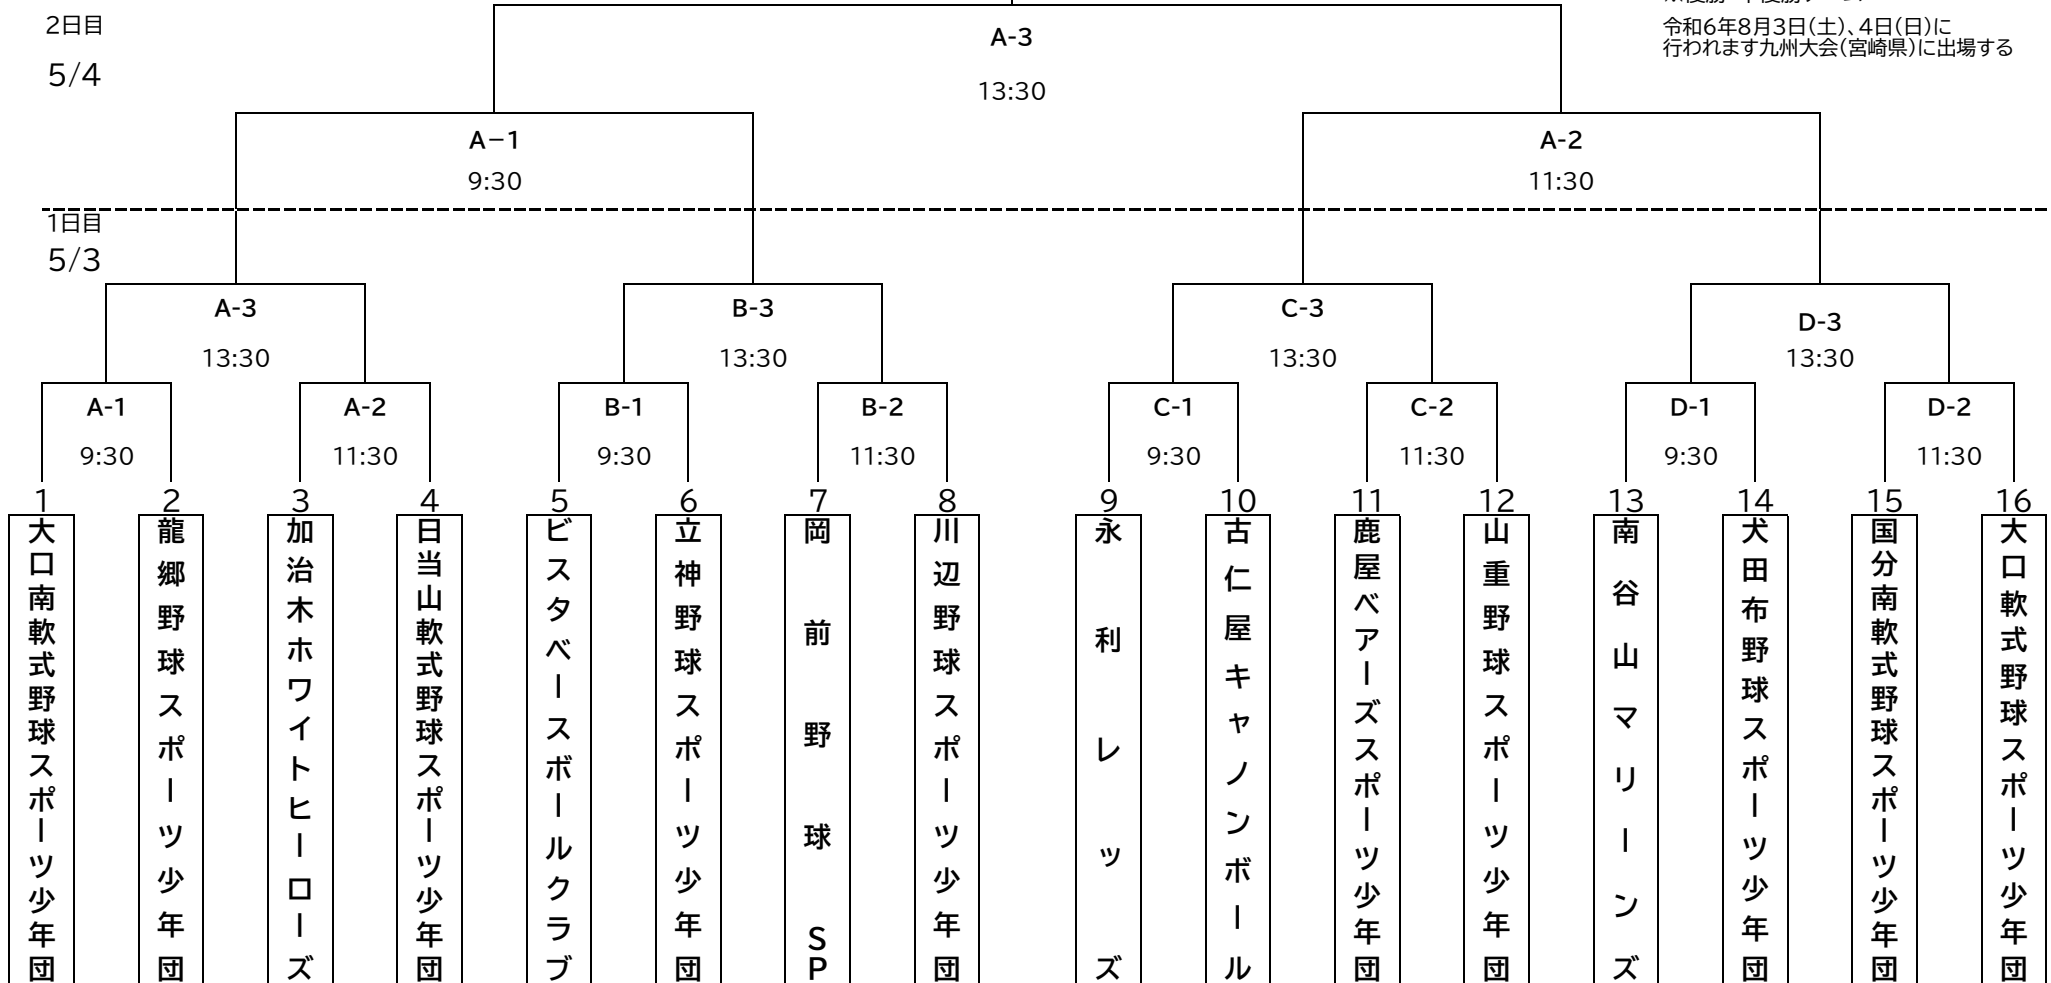 2日目
5/4
A-3
13:30
令和6年8月3日(土)、4日(日)に
行われます九州大会(宮崎県)に出場する
A－1
9:30
A-2
11:30
1日目
5/3
A-3
13:30
B-3
13:30
C-3
13:30
D-3
13:30
A-1
9:30
A-2
11:30
B-1
9:30
B-2
11:30
C-1
9:30
C-2
11:30
D-1
9:30
D-2
11:30
1
大口南軟式野球スポーツ少年団
2
龍郷野球スポーツ少年団
3
加治木ホワイトヒーローズ
4
日当山軟式野球スポーツ少年団
5
ビスタベースボールクラブ
6
立神野球スポーツ少年団
7
岡前野球SP
8
川辺野球スポーツ少年団
9
永利レッズ
10
古仁屋キャノンボール
11
鹿屋ベアーズスポーツ少年団
12
山重野球スポーツ少年団
13
南谷山マリーンズ
14
犬田布野球スポーツ少年団
15
国分南軟式野球スポーツ少年団
16
大口軟式野球スポーツ少年団